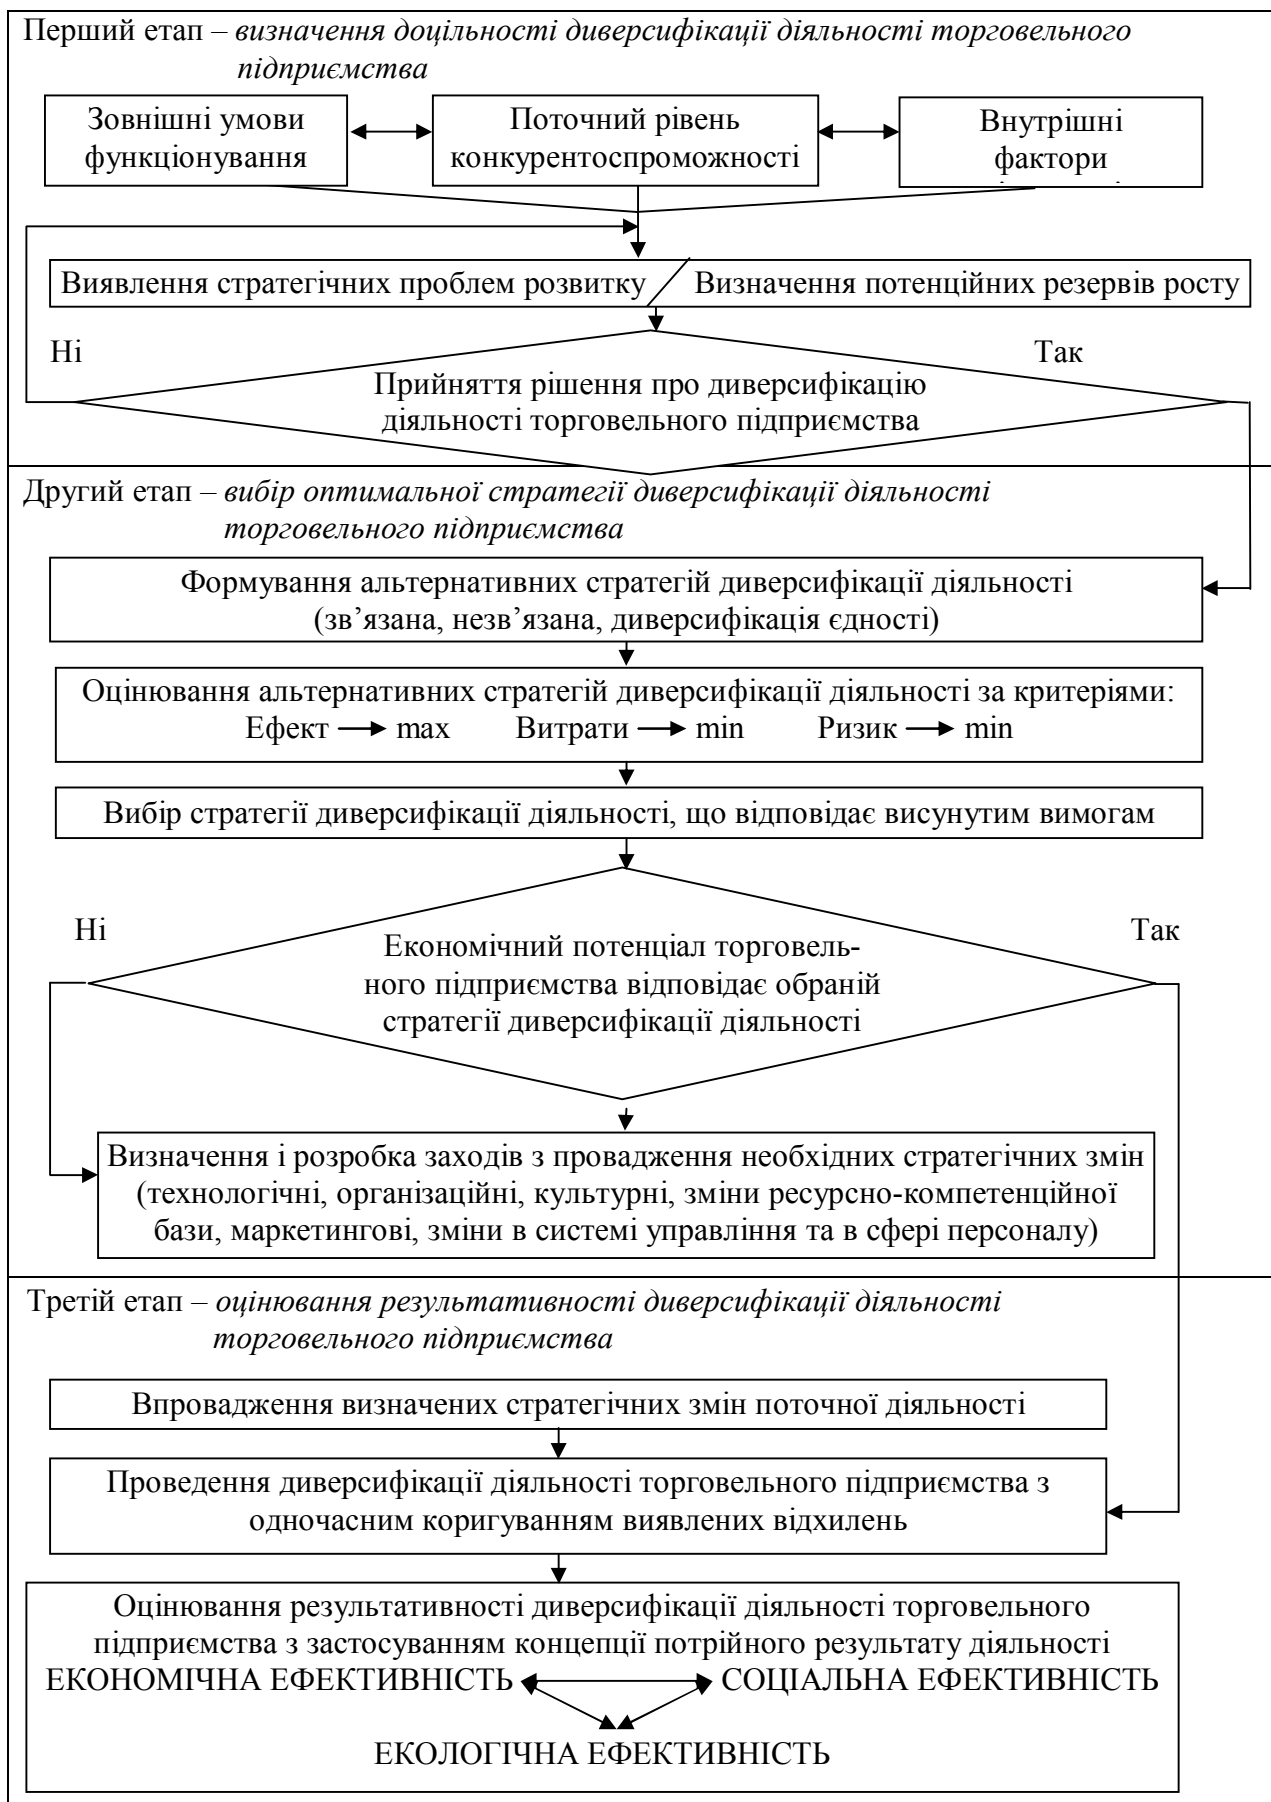 Перший етап – визначення доцільності диверсифікації діяльності торговельного
підприємства
Зовнішні умови
функціонування
Поточний рівень
конкурентоспроможності
Внутрішні
фактори
Виявлення стратегічних проблем розвитку
Визначення потенційних резервів росту
Ні
Так
Прийняття рішення про диверсифікацію
діяльності торговельного підприємства
Другий етап – вибір оптимальної стратегії диверсифікації діяльності
торговельного підприємства
Формування альтернативних стратегій диверсифікації діяльності
(зв’язана, незв’язана, диверсифікація єдності)
Оцінювання альтернативних стратегій диверсифікації діяльності за критеріями:
Ефект → max Витрати → min Ризик → min
Вибір стратегії диверсифікації діяльності, що відповідає висунутим вимогам
Ні
Так
Економічний потенціал торговель-
ного підприємства відповідає обраній
стратегії диверсифікації діяльності
Визначення і розробка заходів з провадження необхідних стратегічних змін
(технологічні, організаційні, культурні, зміни ресурсно-компетенційної
бази, маркетингові, зміни в системі управління та в сфері персоналу)
Третій етап – оцінювання результативності диверсифікації діяльності
торговельного підприємства
Впровадження визначених стратегічних змін поточної діяльності
Проведення диверсифікації діяльності торговельного підприємства з
одночасним коригуванням виявлених відхилень
Оцінювання результативності диверсифікації діяльності торговельного
підприємства з застосуванням концепції потрійного результату діяльності
ЕКОНОМІЧНА ЕФЕКТИВНІСТЬ
СОЦІАЛЬНА ЕФЕКТИВНІСТЬ
ЕКОЛОГІЧНА ЕФЕКТИВНІСТЬ